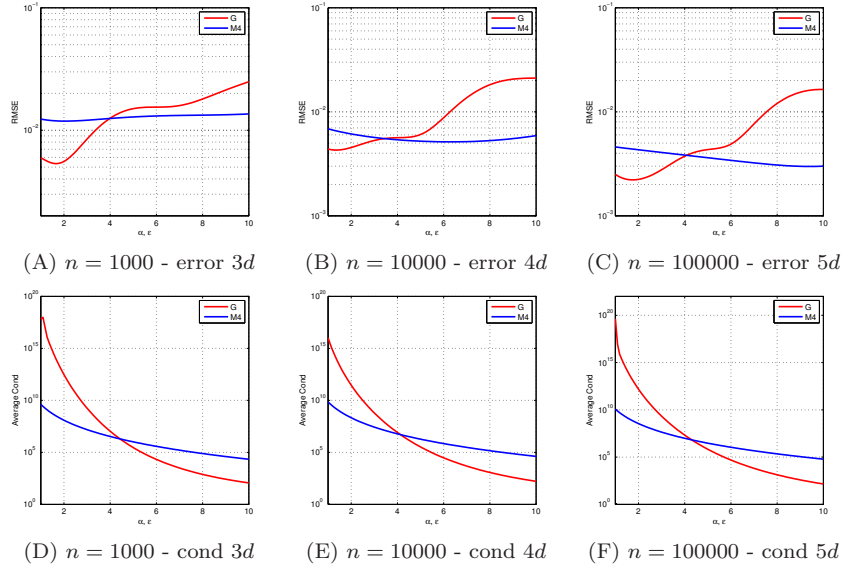 10^{-1}
10^{-2}
RMSE
G
M4
2 4 6 8 10
α, ε
(A) n = 1000 - error 3d
10^{-1}
10^{-2}
10^{-3}
RMSE
G
M4
2 4 6 8 10
α, ε
(B) n = 10000 - error 4d
10^{-1}
10^{-2}
10^{-3}
RMSE
G
M4
2 4 6 8 10
α, ε
(C) n = 100000 - error 5d
10^{20}
10^{15}
10^{10}
10^{5}
10^{0}
Average Cond
G
M4
2 4 6 8 10
α, ε
(D) n = 1000 - cond 3d
10^{20}
10^{15}
10^{10}
10^{5}
10^{0}
Average Cond
G
M4
2 4 6 8 10
α, ε
(E) n = 10000 - cond 4d
10^{20}
10^{15}
10^{10}
10^{5}
10^{0}
Average Cond
G
M4
2 4 6 8 10
α, ε
(F) n = 100000 - cond 5d